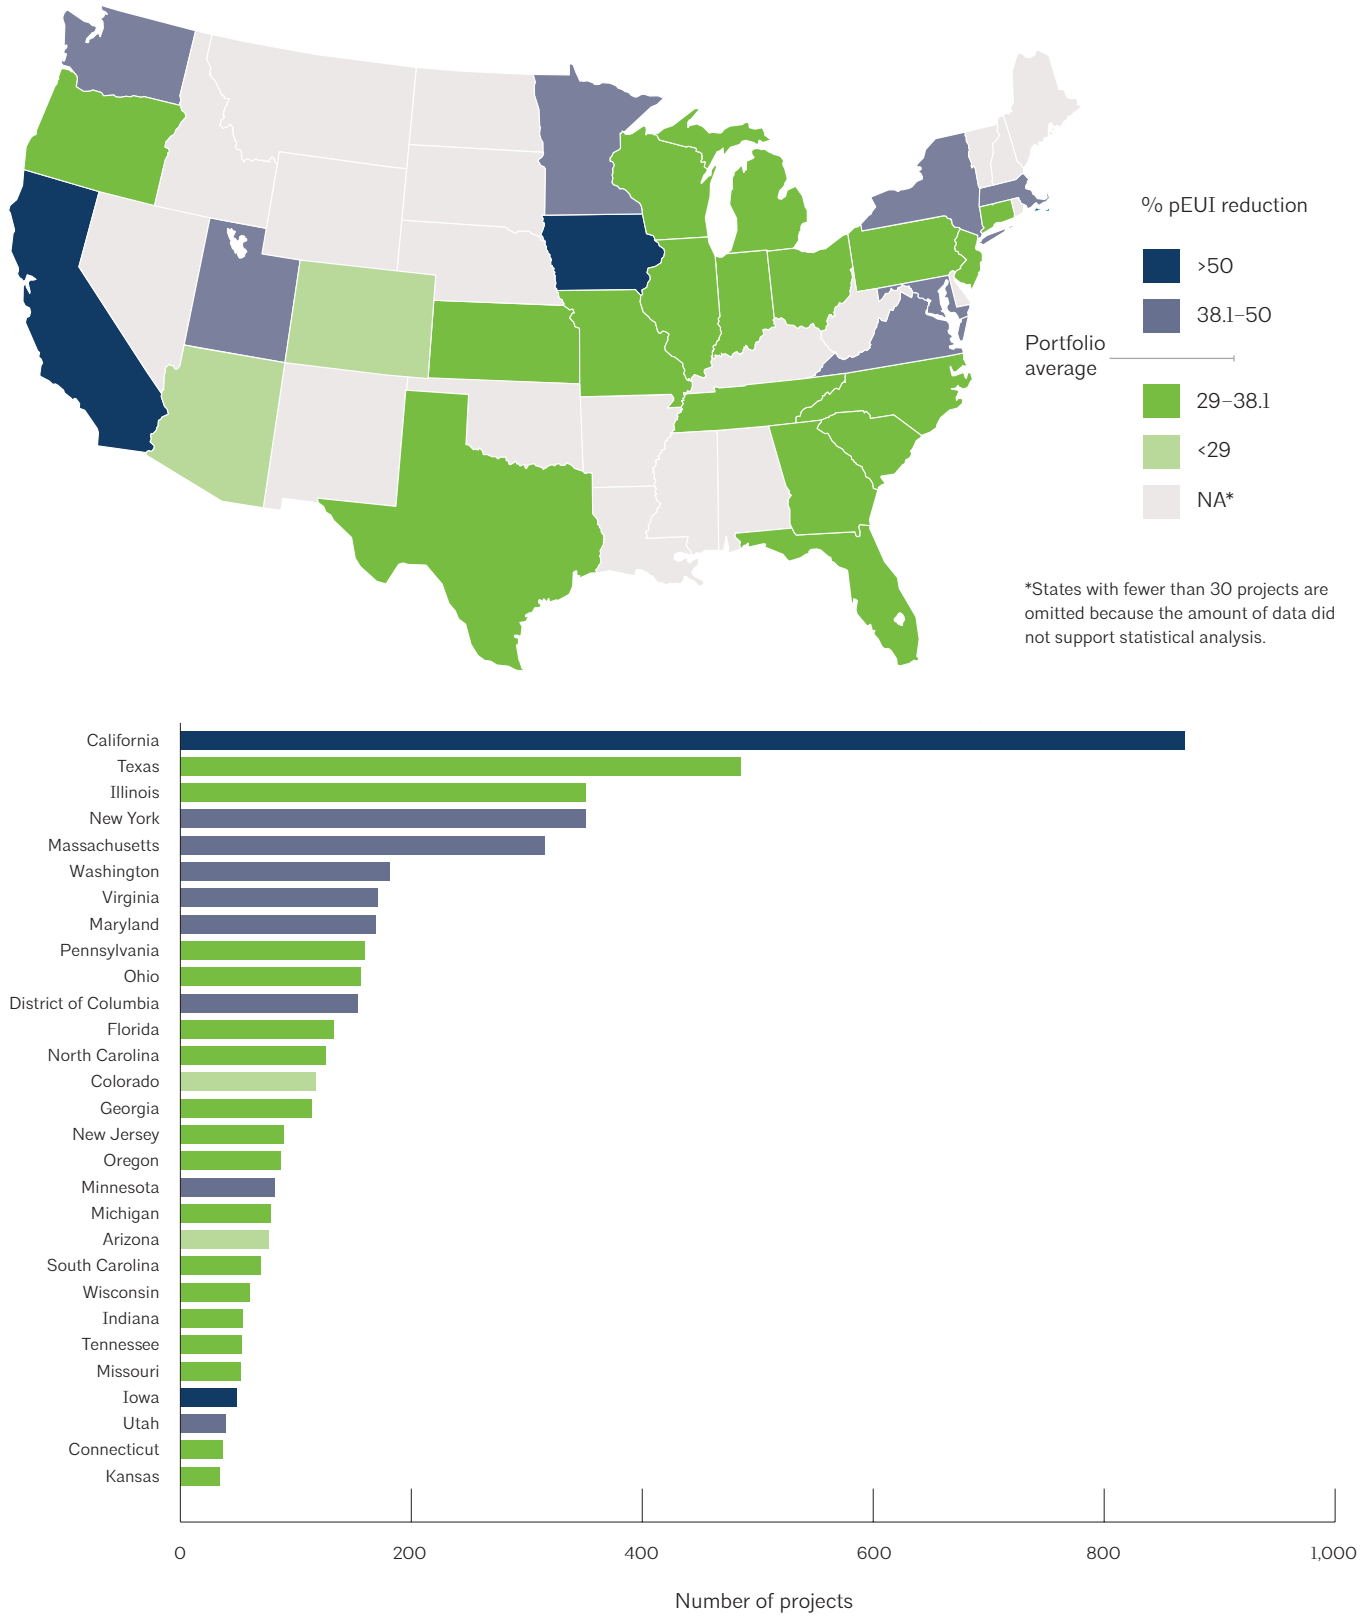 % pEUI reduction
>50
38.1–50
Portfolio
average
29–38.1
<29
NA*
*States with fewer than 30 projects are
omitted because the amount of data did
not support statistical analysis.
California
Texas
Illinois
New York
Massachusetts
Washington
Virginia
Maryland
Pennsylvania
Ohio
District of Columbia
Florida
North Carolina
Colorado
Georgia
New Jersey
Oregon
Minnesota
Michigan
Arizona
South Carolina
Wisconsin
Indiana
Tennessee
Missouri
Iowa
Utah
Connecticut
Kansas
0 200 400 600 800 1,000
Number of projects